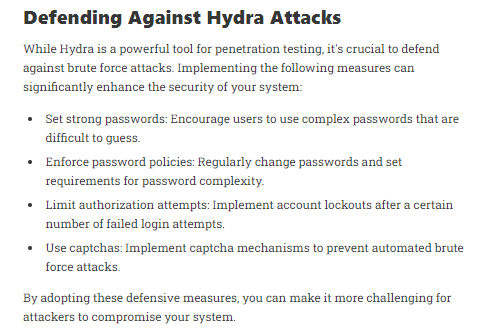 Defending Against Hydra Attacks
While Hydra is a powerful tool for penetration testing, it's crucial to defend
against brute force attacks. Implementing the following measures can
significantly enhance the security of your system:
• Set strong passwords: Encourage users to use complex passwords that are
difficult to guess.
• Enforce password policies: Regularly change passwords and set
requirements for password complexity.
• Limit authorization attempts: Implement account lockouts after a certain
number of failed login attempts.
• Use captchas: Implement captcha mechanisms to prevent automated brute
force attacks.
By adopting these defensive measures, you can make it more challenging for
attackers to compromise your system.